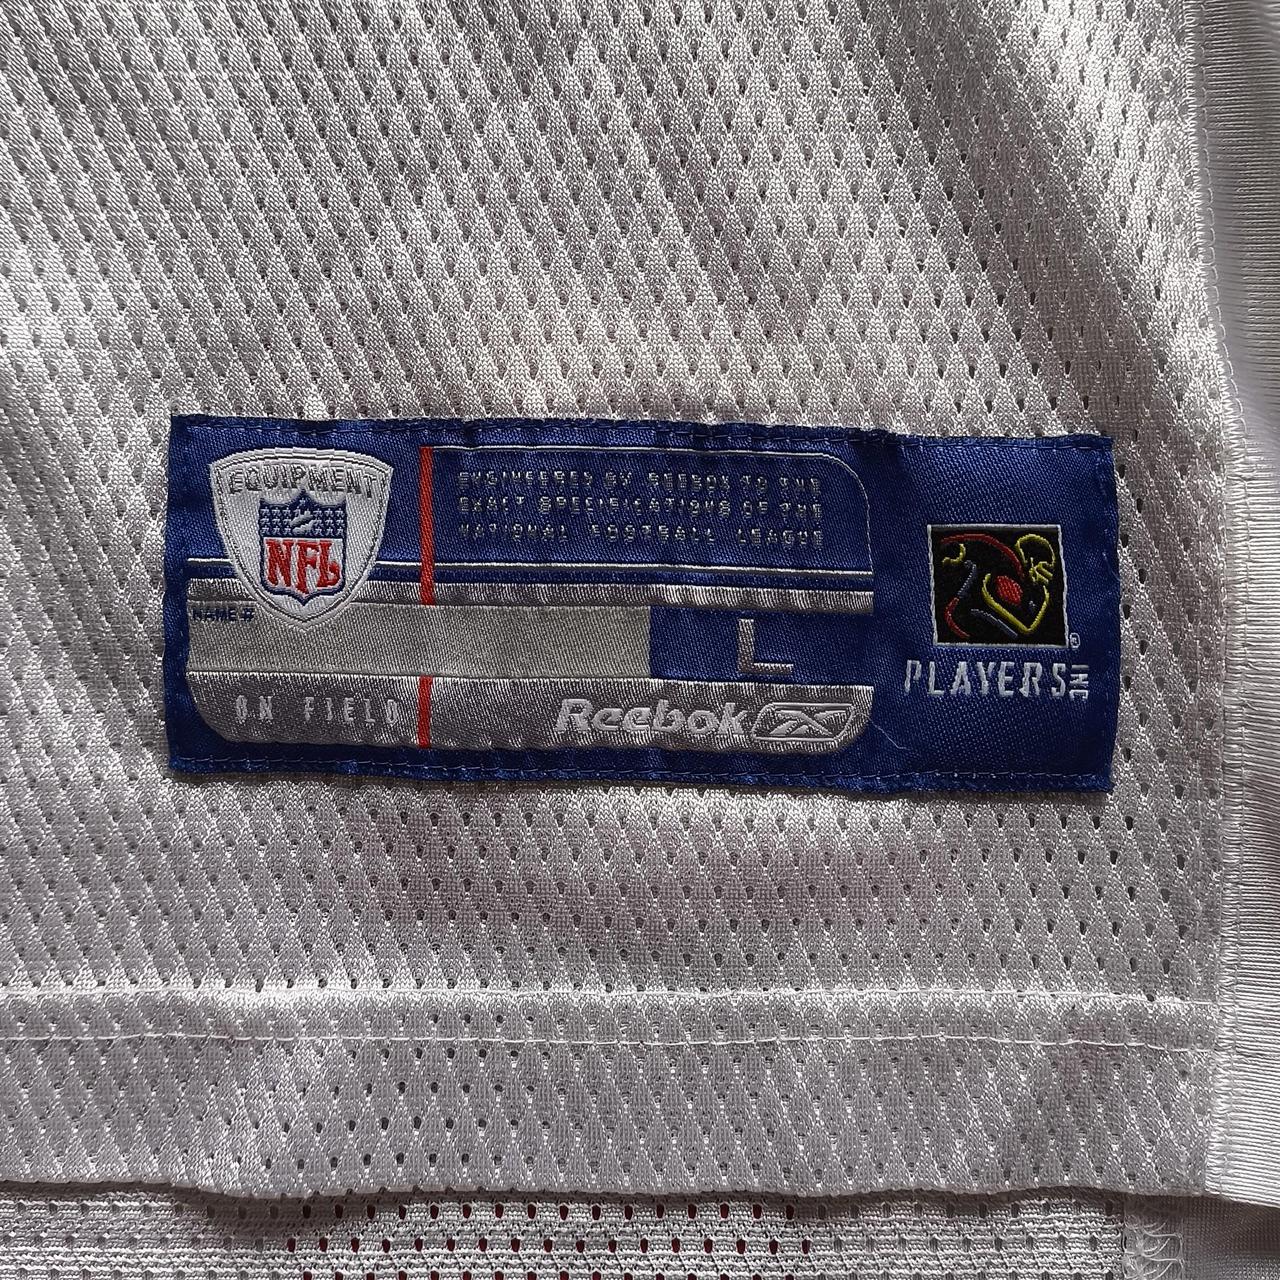 EQUIPMENT
NFL
ENGINEERED BY REEBOK TO THE
EXACT SPECIFICATIONS OF THE
NATIONAL FOOTBALL LEAGUE
NAME #
L
ON FIELD
Reebok
PLAYERS INC